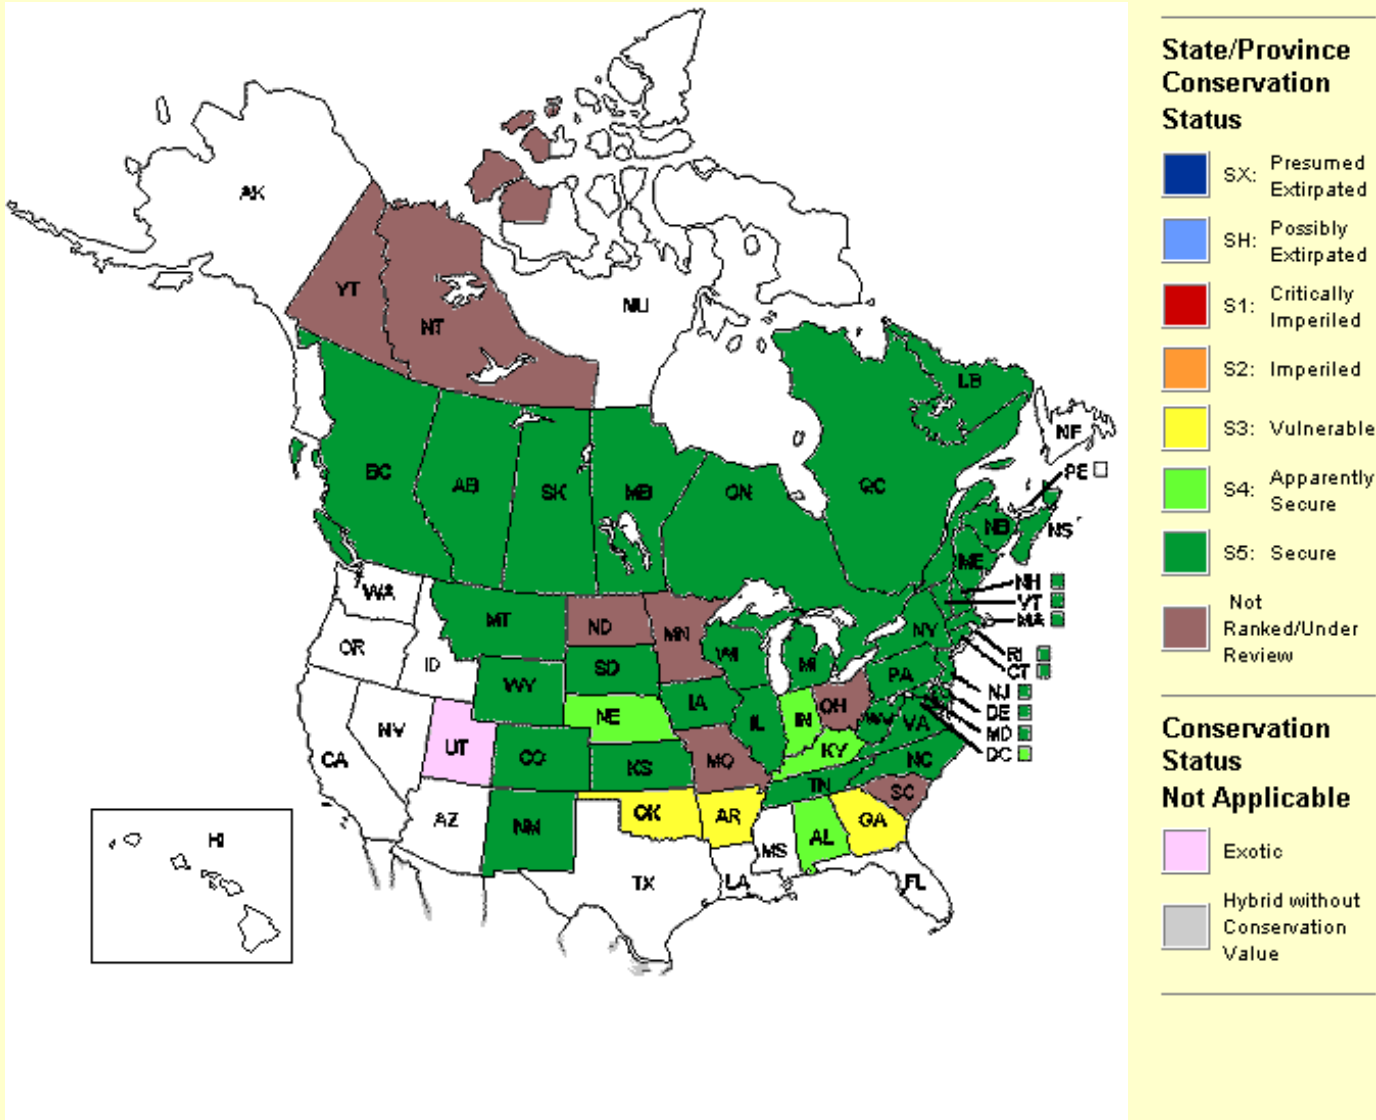 AK
YT
NT
NU
BC
AB
SK
MB
ON
QC
LB
NF
PE
NB
NS
ME
NH
VT
MA
RI
CT
NJ
DE
MD
DC
WA
OR
ID
MT
ND
MN
WI
MI
NY
PA
SD
WY
NE
IA
IL
IN
OH
WV
VA
KY
NV
UT
CO
KS
MO
TN
NC
SC
CA
AZ
NM
OK
AR
MS
AL
GA
TX
LA
FL
HI
State/Province
Conservation
Status
SX: Presumed
Extirpated
SH: Possibly
Extirpated
S1: Critically
Imperiled
S2: Imperiled
S3: Vulnerable
S4: Apparently
Secure
S5: Secure
Not
Ranked/Under
Review
Conservation
Status
Not Applicable
Exotic
Hybrid without
Conservation
Value